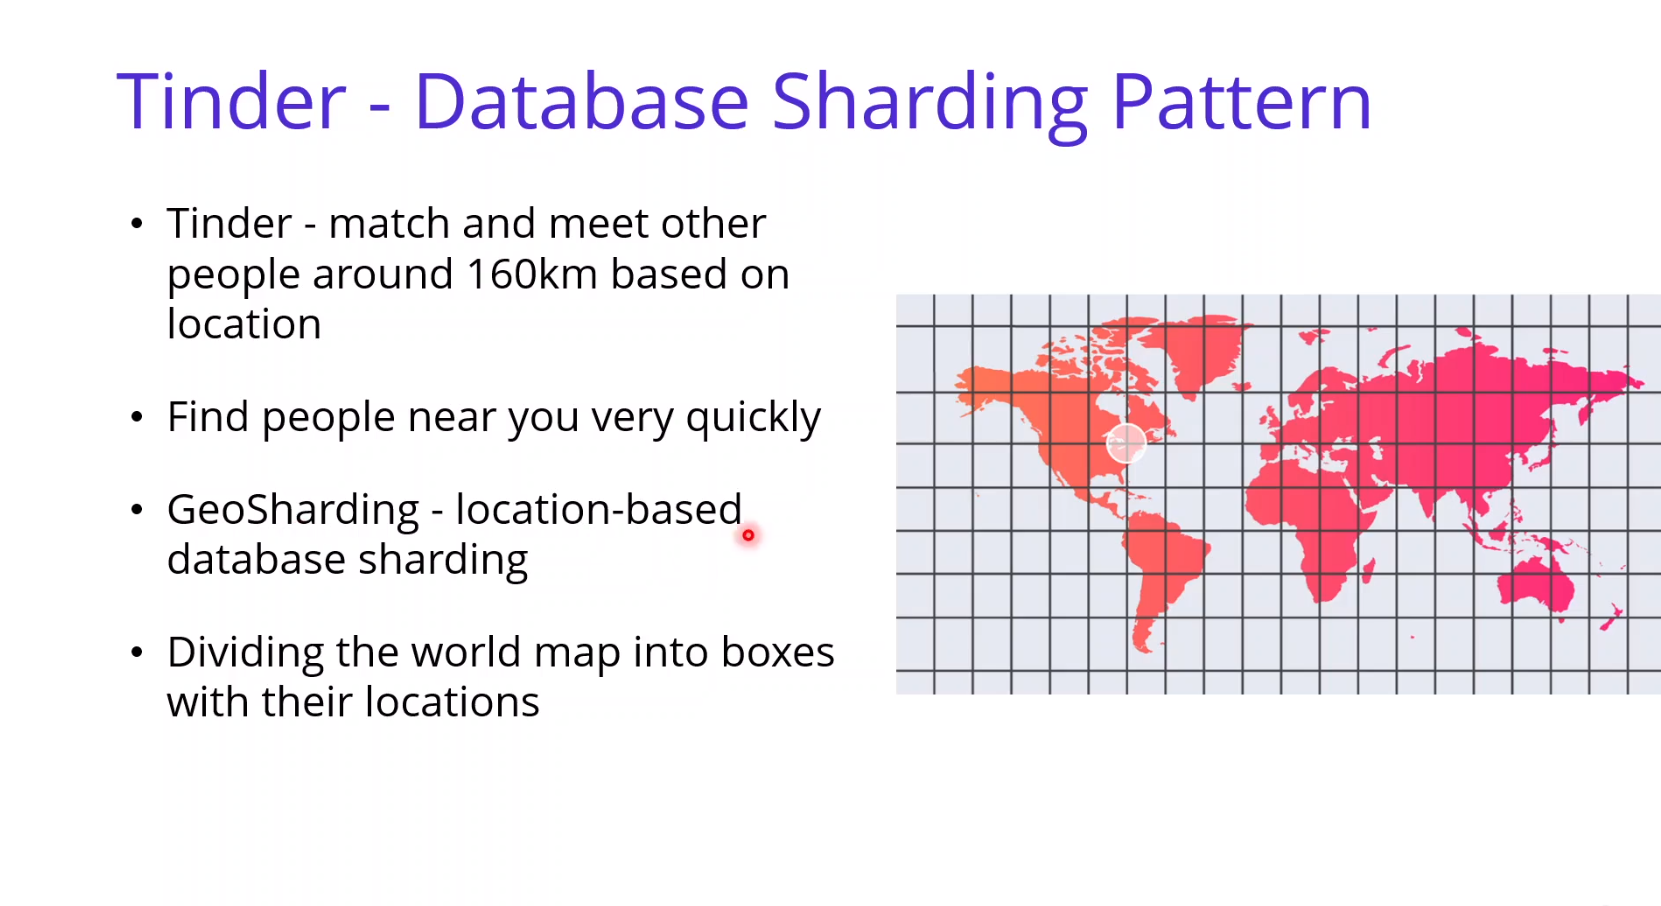 Tinder - Database Sharding Pattern
• Tinder - match and meet other
people around 160km based on
location
• Find people near you very quickly
• GeoSharding - location-based
database sharding
• Dividing the world map into boxes
with their locations